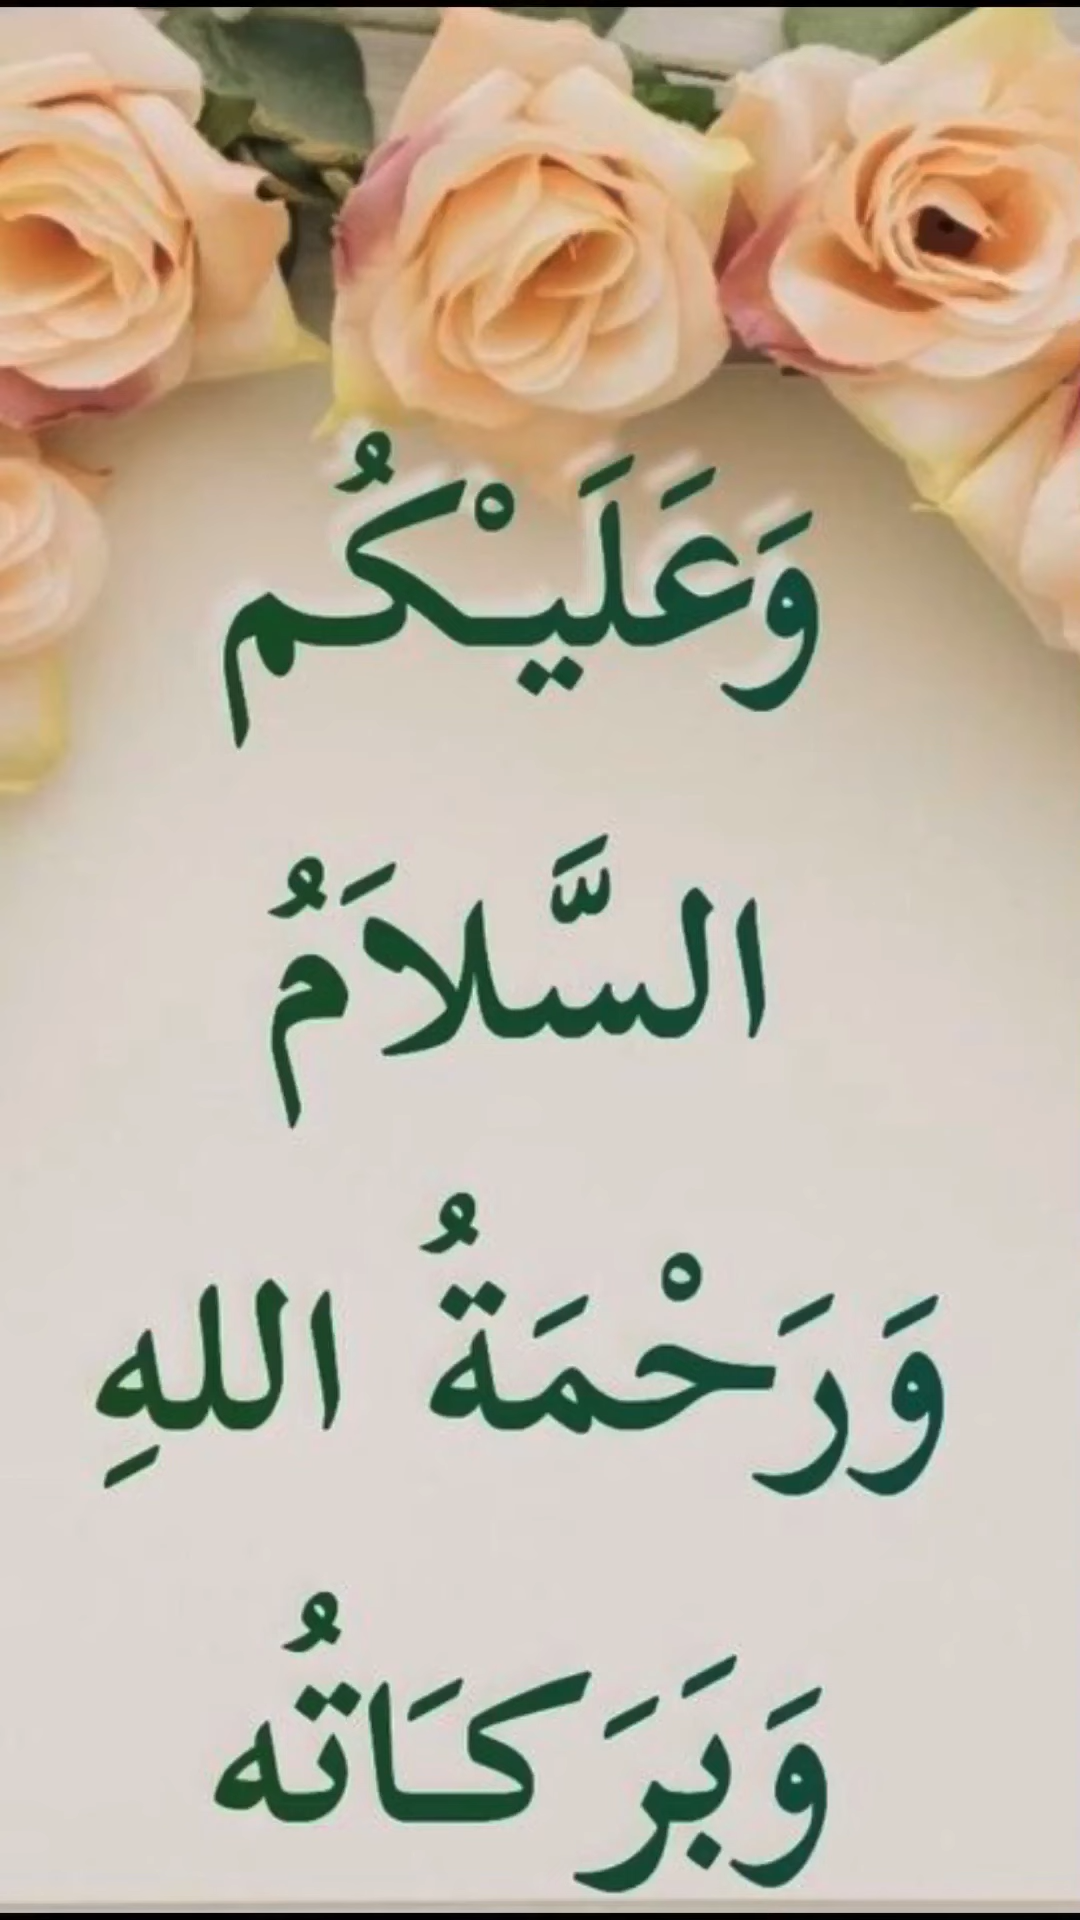 وَعَلَيْكُم
السَّلاَمُ
وَرَحْمَةُ اللهِ
وَبَرَكَاتُه